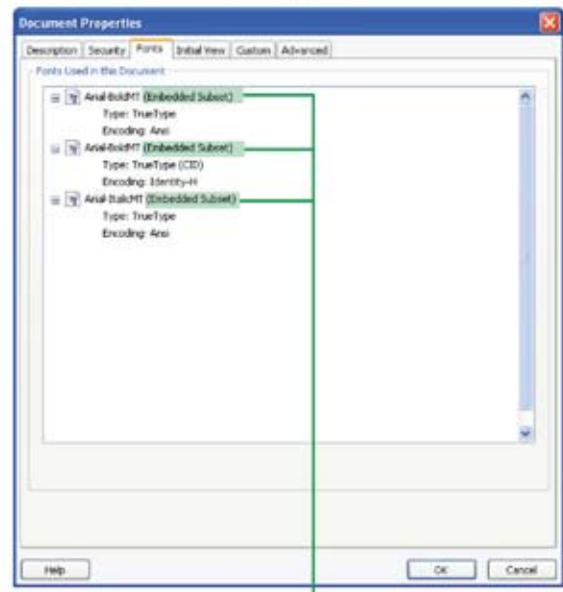 Document Properties
Description Security Fonts Initial View Custom Advanced
Fonts Used in this Document
Arial-BoldMT (Embedded Subset)
Type: TrueType
Encoding: Ansi
Arial-BoldMT (Embedded Subset)
Type: TrueType (CID)
Encoding: Identity-H
Arial-ItalicMT (Embedded Subset)
Type: TrueType
Encoding: Ansi
Help OK Cancel